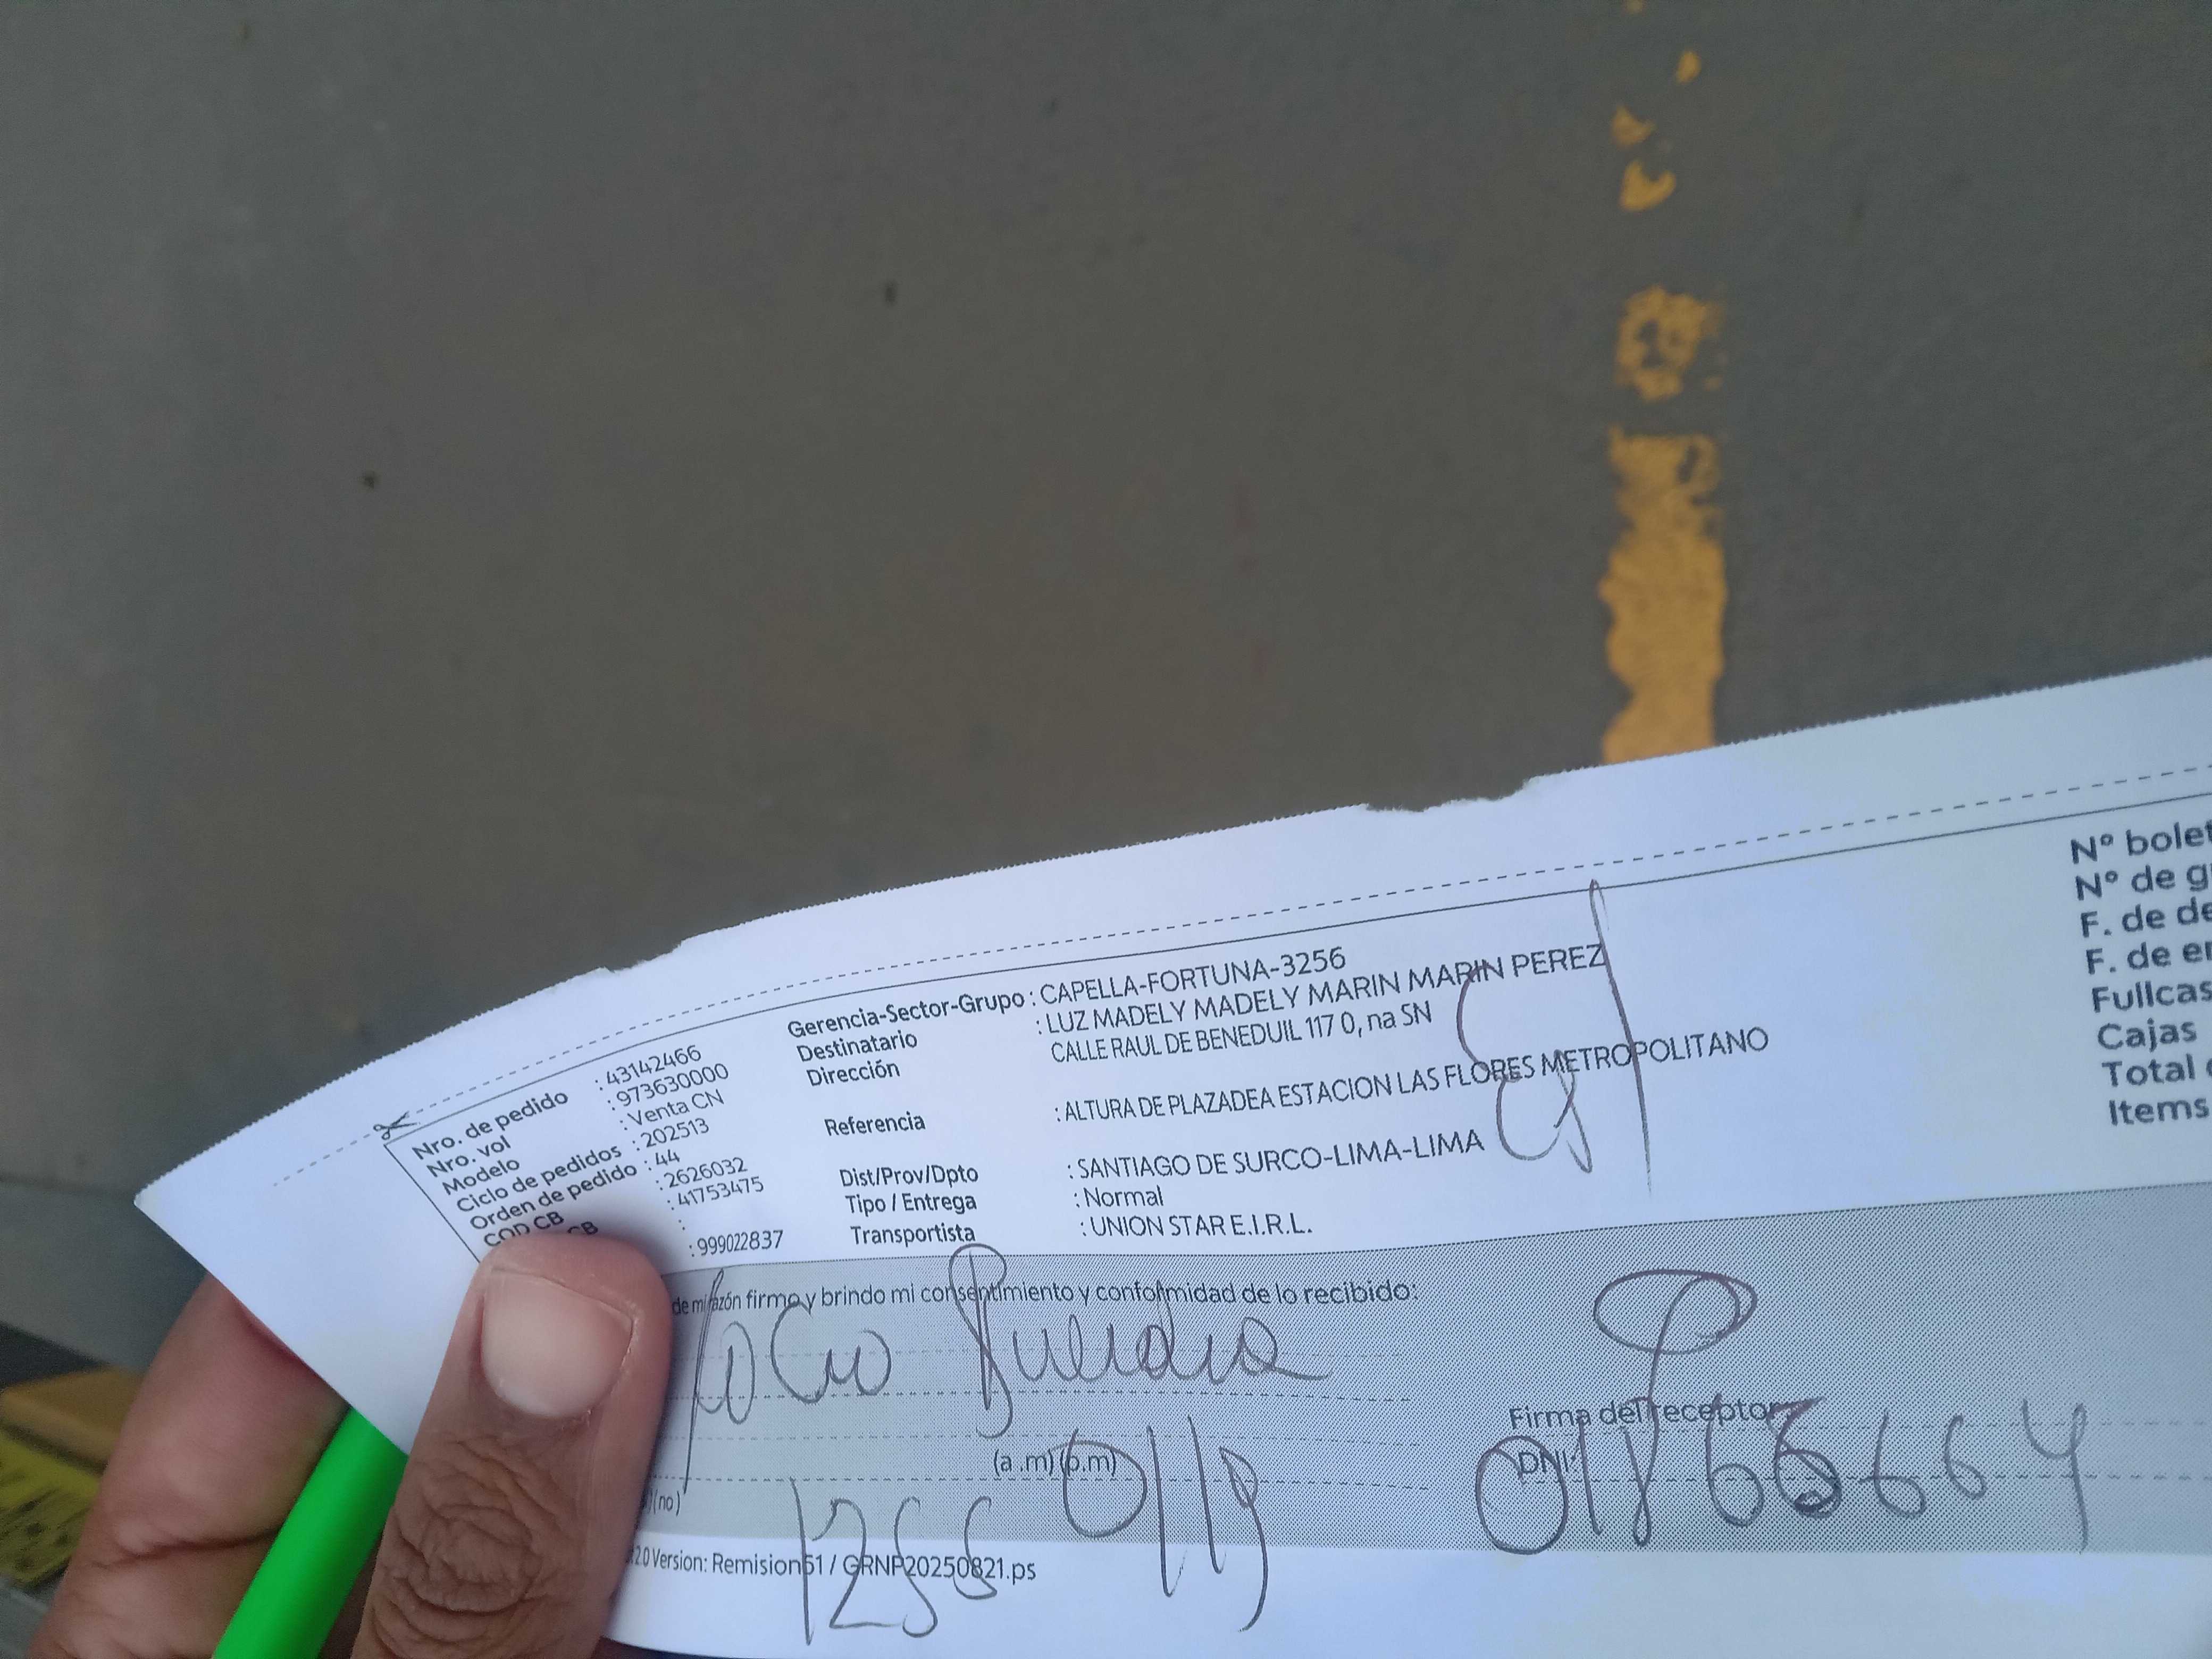 Nro. de pedido : 43142466
Nro. vol : 973630000
Modelo : Venta CN
Ciclo de pedidos : 202513
Orden de pedido : 44
COD CB : 2626032
CB : 41753475
:
: 999022837
Gerencia-Sector-Grupo : CAPELLA-FORTUNA-3256
Destinatario : LUZ MADELY MADELY MARIN MARIN PEREZ
Dirección CALLE RAUL DE BENEDUIL 117 0, na SN
Referencia : ALTURA DE PLAZADEA ESTACION LAS FLORES METROPOLITANO
Dist/Prov/Dpto : SANTIAGO DE SURCO-LIMA-LIMA
Tipo / Entrega : Normal
Transportista : UNION STAR E.I.R.L.
Nº bolet
Nº de g
F. de de
F. de e
Fullcas
Cajas
Total
Items
de mi razón firmo y brindo mi consentimiento y conformidad de lo recibido:
Firma del receptor
(a .m) (p.m)
DNI:
)(no)
2.0 Version: Remision51 / GRNP20250821.ps